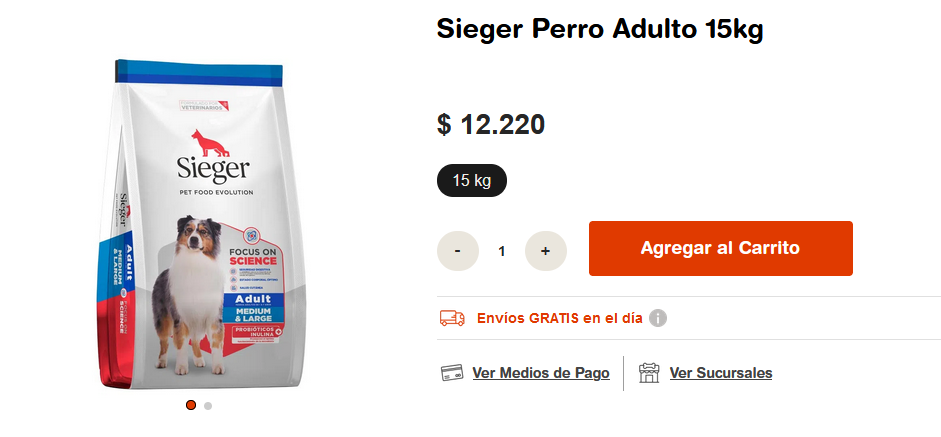 Sieger Perro Adulto 15kg
$ 12.220
15 kg
- 1 +
Agregar al Carrito
Envíos GRATIS en el día
Ver Medios de Pago
Ver Sucursales
VETERINARIOS
Sieger
PET FOOD EVOLUTION
FOCUS ON
SCIENCE
Adult
MEDIUM
& LARGE
PROBIÓTICOS
INULINA
Sieger
Adult
MEDIUM
& LARGE
SCIENCE